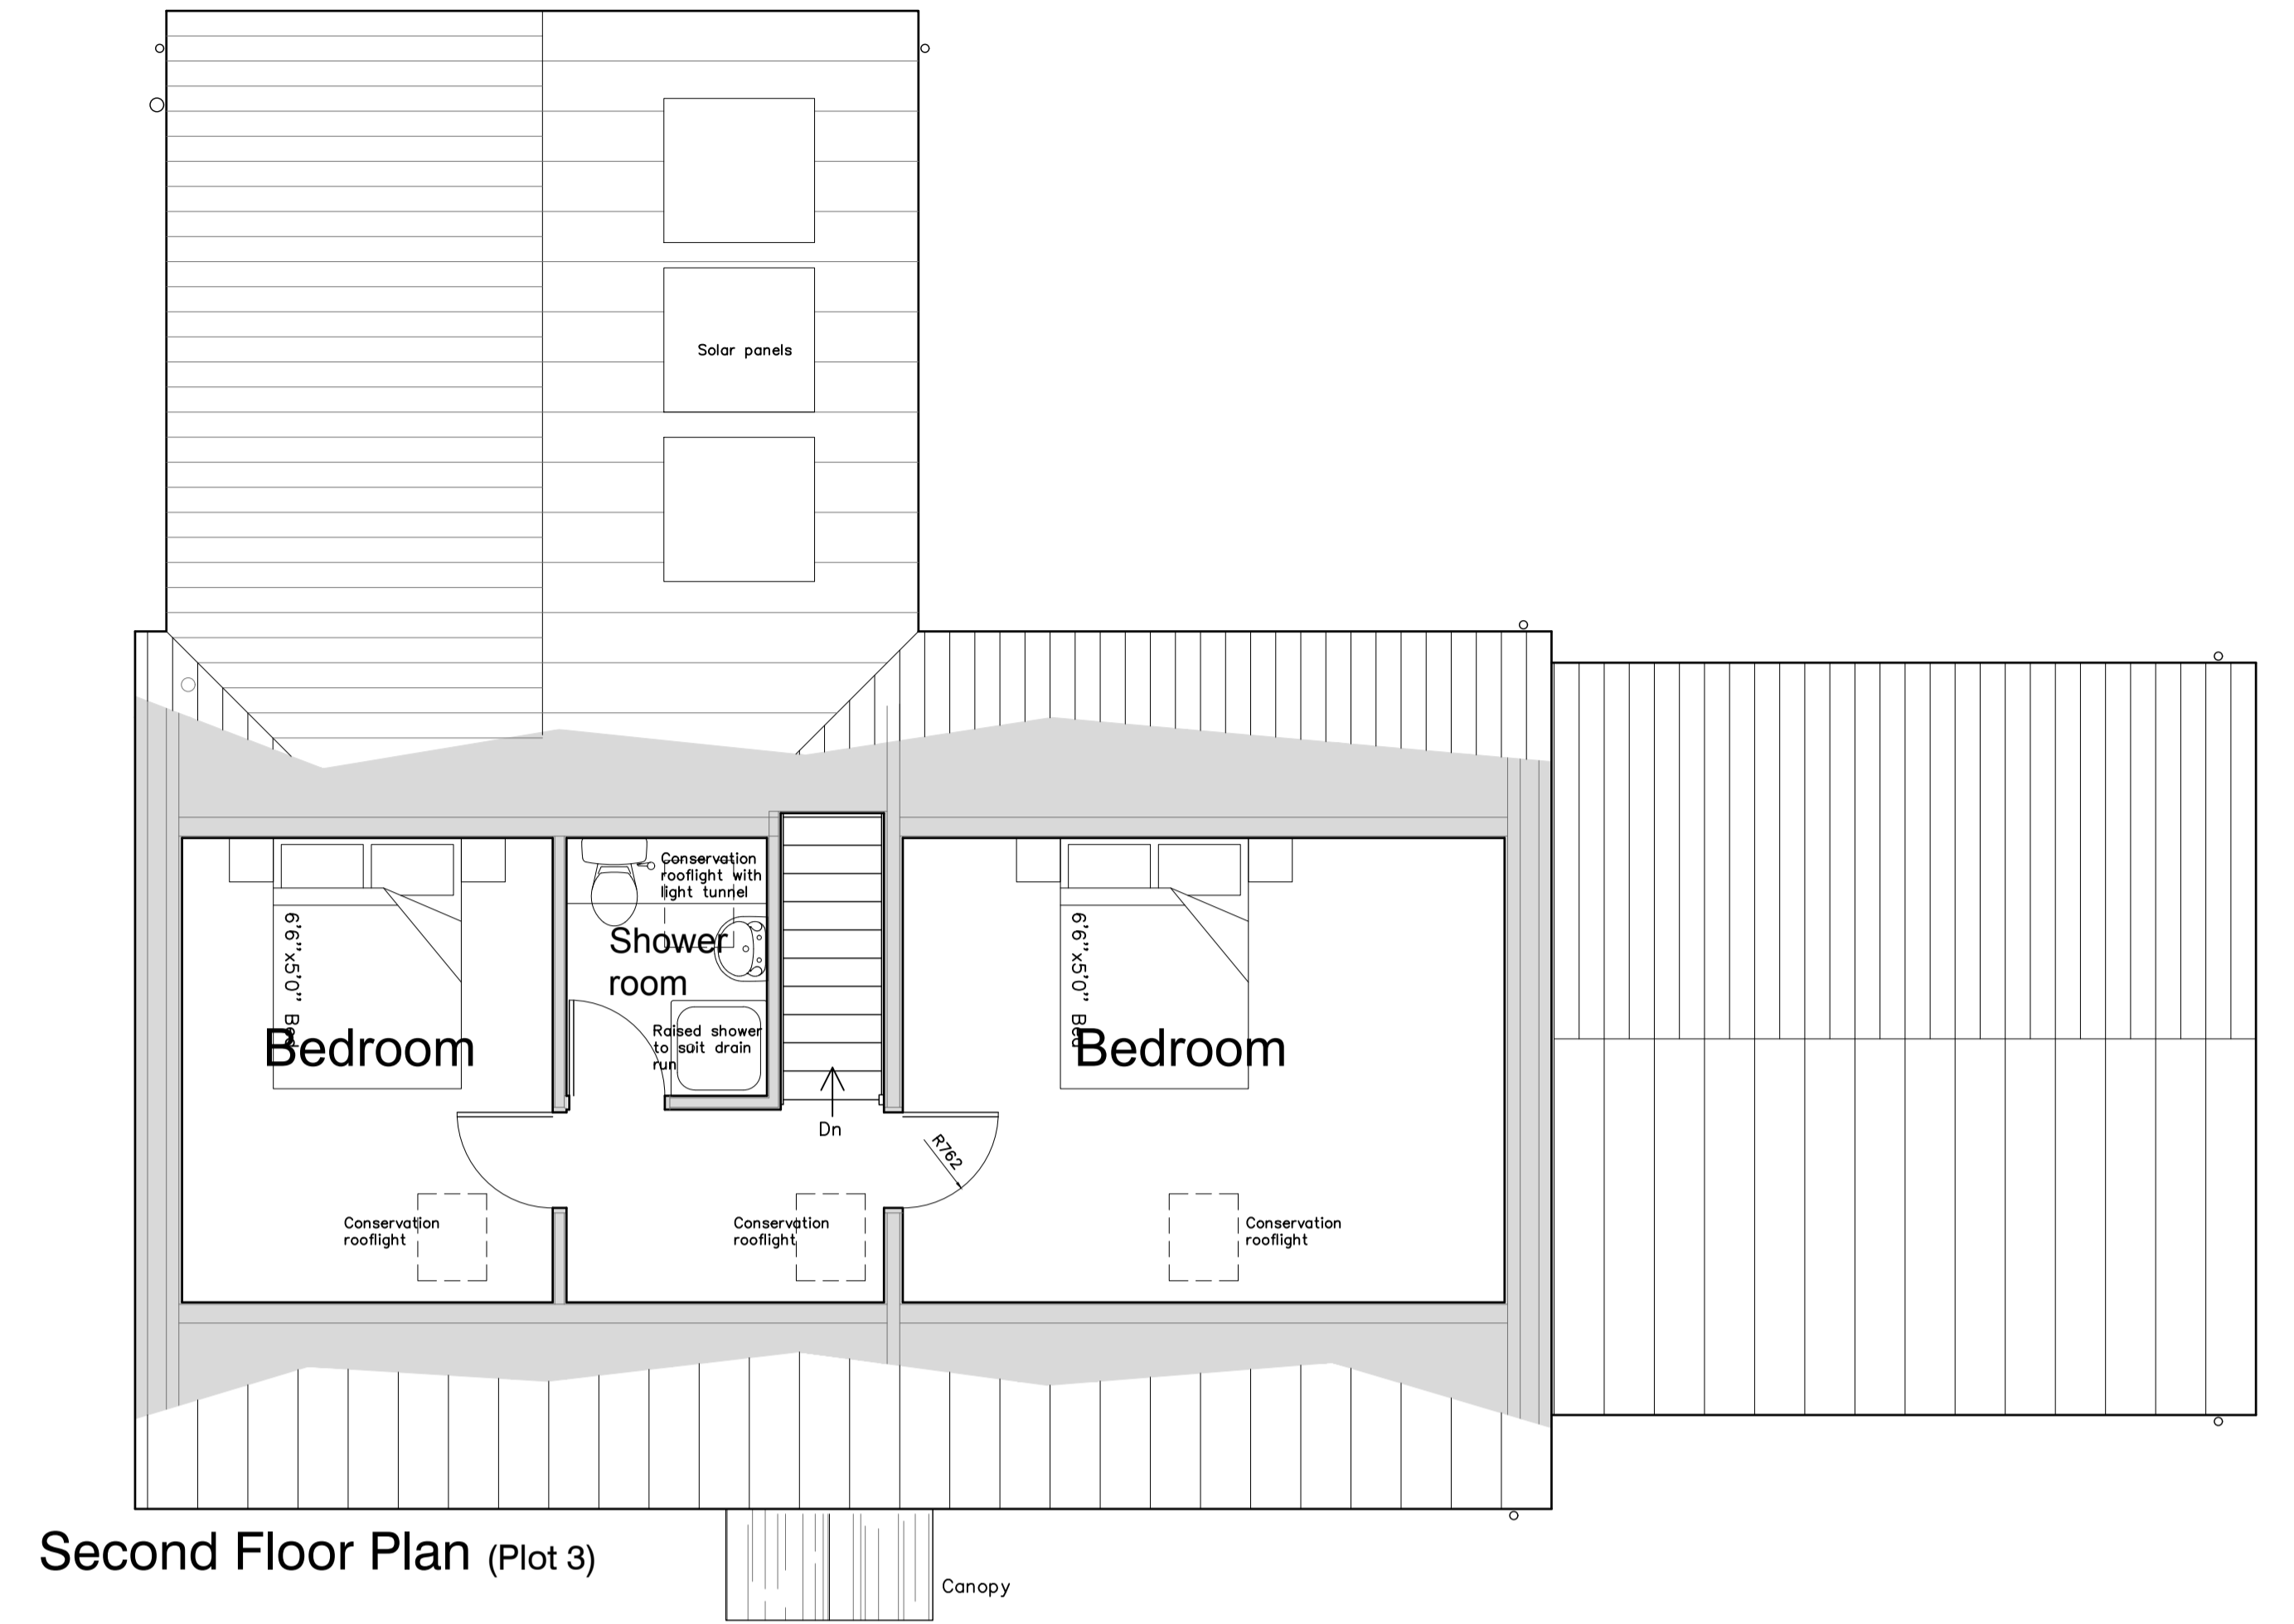 Solar panels
Conservation
rooflight with
light tunnel
6'6"x5'0" Bed
Shower
room
6'6"x5'0" Bed
Raised shower
to suit drain
run
Bedroom
Bedroom
Dn
R762
Conservation
rooflight
Conservation
rooflight
Conservation
rooflight
Second Floor Plan (Plot 3)
Canopy